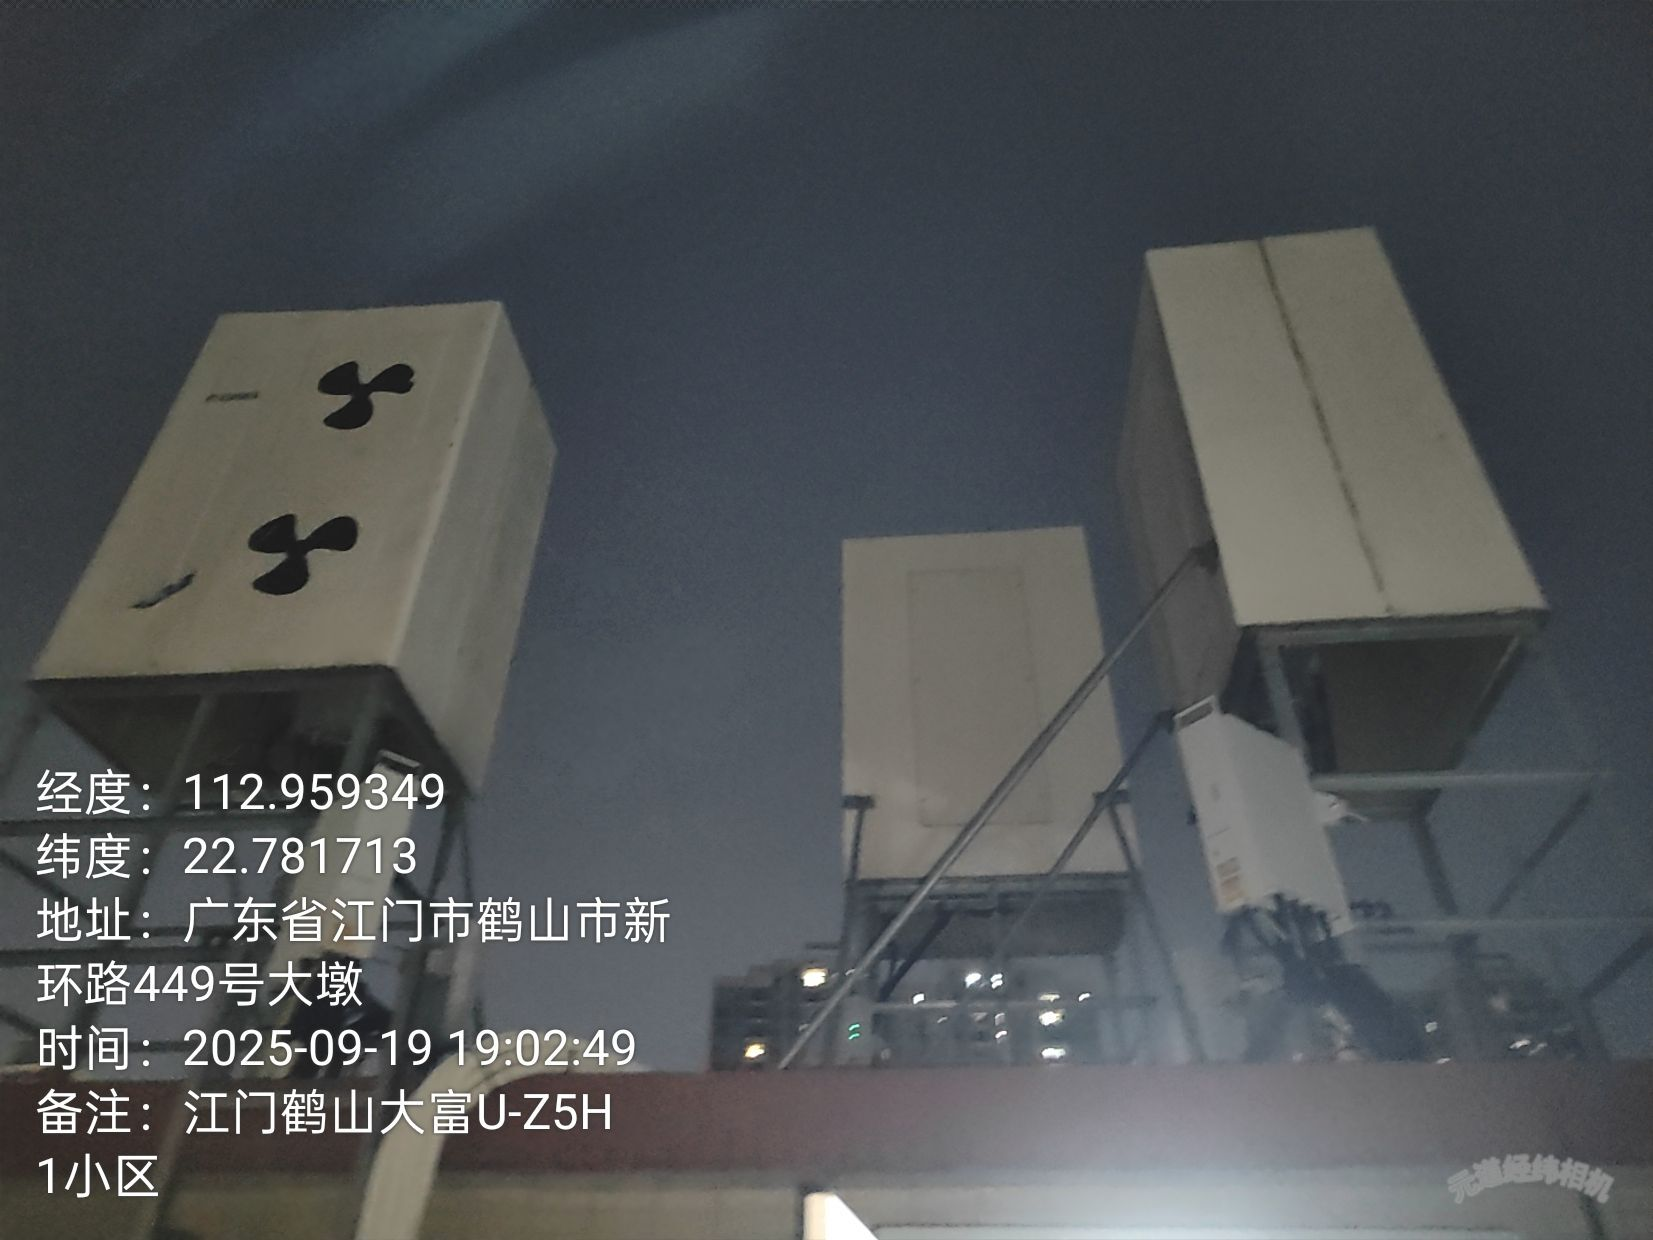 经度：112.959349
纬度：22.781713
地址：广东省江门市鹤山市新
环路449号大墩
时间：2025-09-19 19:02:49
备注：江门鹤山大富U-Z5H
1小区
元道经纬相机